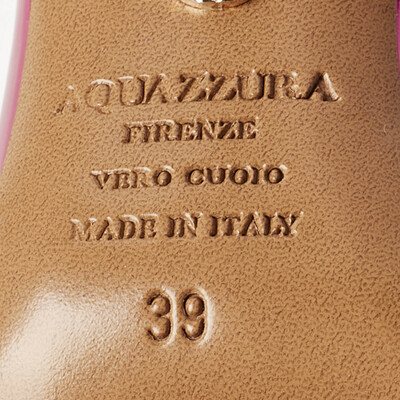 AQUAZZURA
FIRENZE
VERO CUOIO
MADE IN ITALY
39